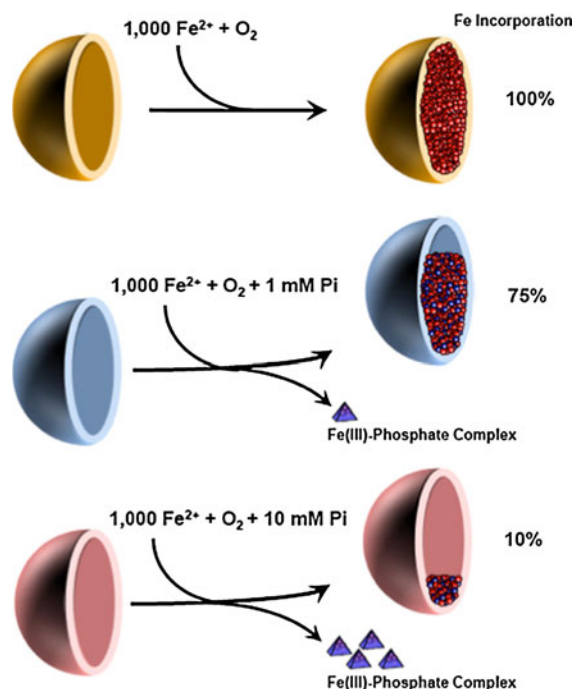 Fe Incorporation
1,000 Fe²⁺ + O₂
100%
1,000 Fe²⁺ + O₂ + 1 mM Pi
75%
Fe(III)-Phosphate Complex
1,000 Fe²⁺ + O₂ + 10 mM Pi
10%
Fe(III)-Phosphate Complex